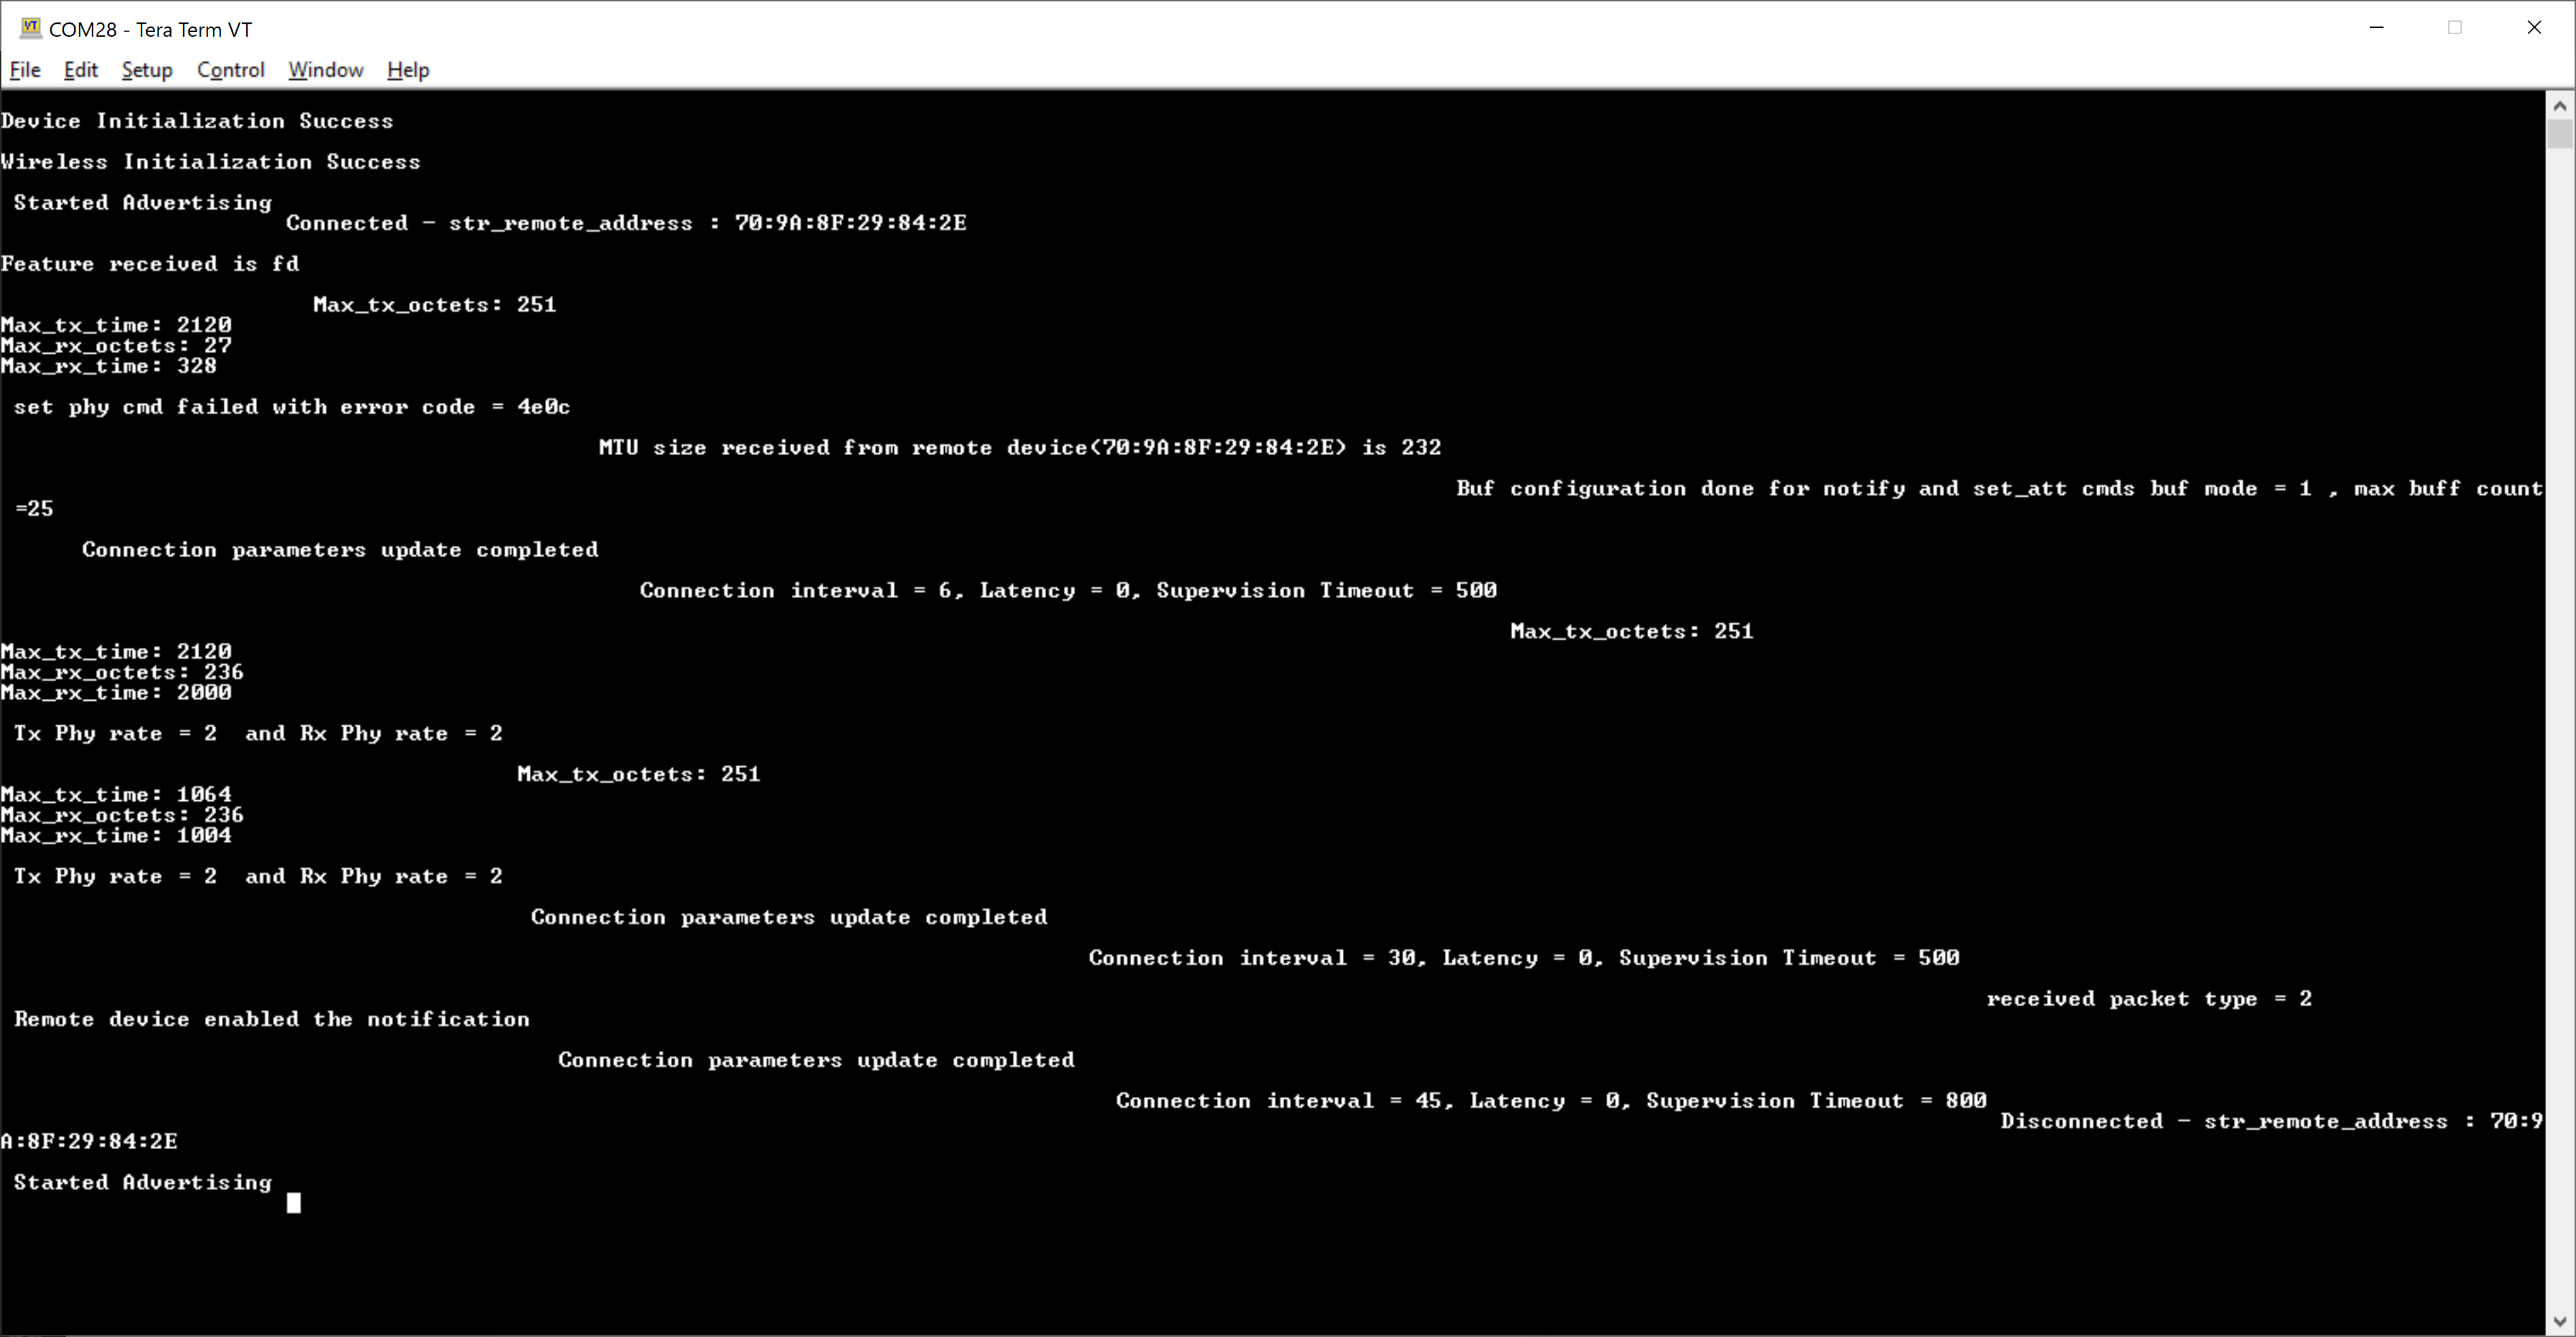 COM28 - Tera Term VT
File Edit Setup Control Window Help
Device Initialization Success
Wireless Initialization Success
Started Advertising
Connected - str_remote_address : 70:9A:8F:29:84:2E
Feature received is fd
Max_tx_octets: 251
Max_tx_time: 2120
Max_rx_octets: 27
Max_rx_time: 328
set phy cmd failed with error code = 4e0c
MTU size received from remote device(70:9A:8F:29:84:2E) is 232
Buf configuration done for notify and set_att cmds buf mode = 1 , max buff count
=25
Connection parameters update completed
Connection interval = 6, Latency = 0, Supervision Timeout = 500
Max_tx_octets: 251
Max_tx_time: 2120
Max_rx_octets: 236
Max_rx_time: 2000
Tx Phy rate = 2  and Rx Phy rate = 2
Max_tx_octets: 251
Max_tx_time: 1064
Max_rx_octets: 236
Max_rx_time: 1004
Tx Phy rate = 2  and Rx Phy rate = 2
Connection parameters update completed
Connection interval = 30, Latency = 0, Supervision Timeout = 500
received packet type = 2
Remote device enabled the notification
Connection parameters update completed
Connection interval = 45, Latency = 0, Supervision Timeout = 800
Disconnected - str_remote_address : 70:9
A:8F:29:84:2E
Started Advertising